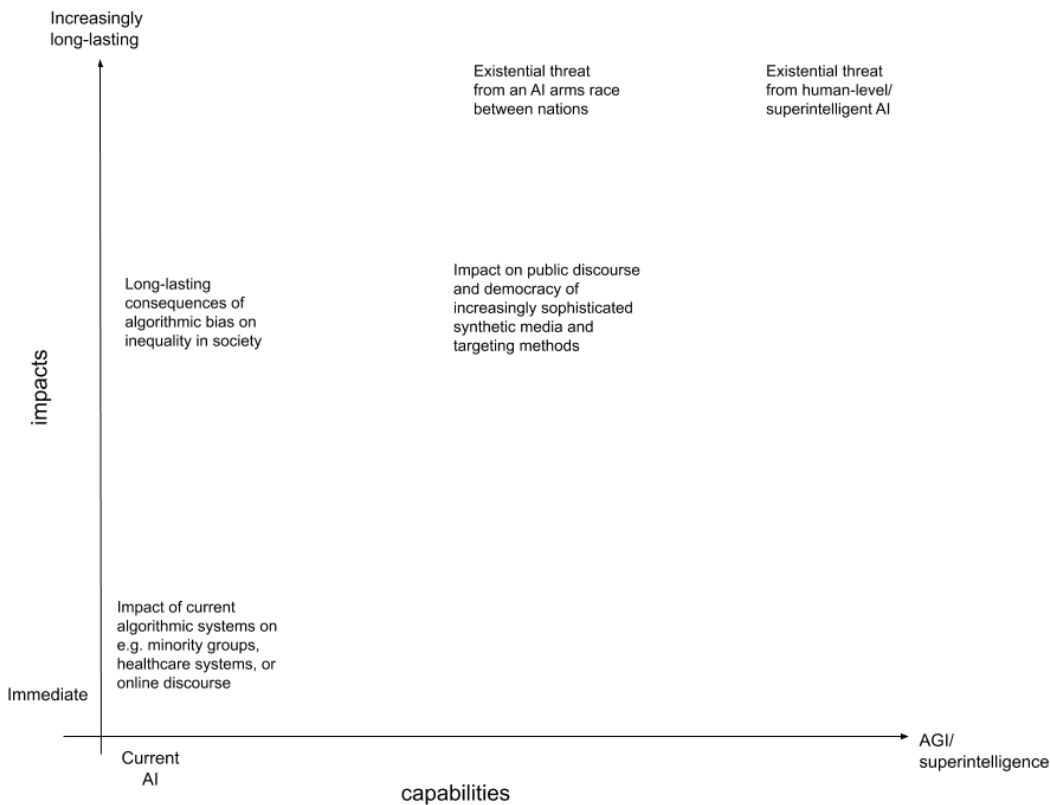 Increasingly
long-lasting
Existential threat
from an AI arms race
between nations
Existential threat
from human-level/
superintelligent AI
Long-lasting
consequences of
algorithmic bias on
inequality in society
Impact on public discourse
and democracy of
increasingly sophisticated
synthetic media and
targeting methods
impacts
Impact of current
algorithmic systems on
e.g. minority groups,
healthcare systems, or
online discourse
Immediate
Current
AI
AGI/
superintelligence
capabilities